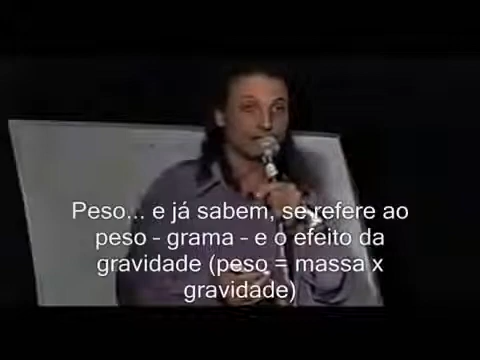 Peso... e já sabem, se refere ao
peso - grama - e o efeito da
gravidade (peso = massa x
gravidade)